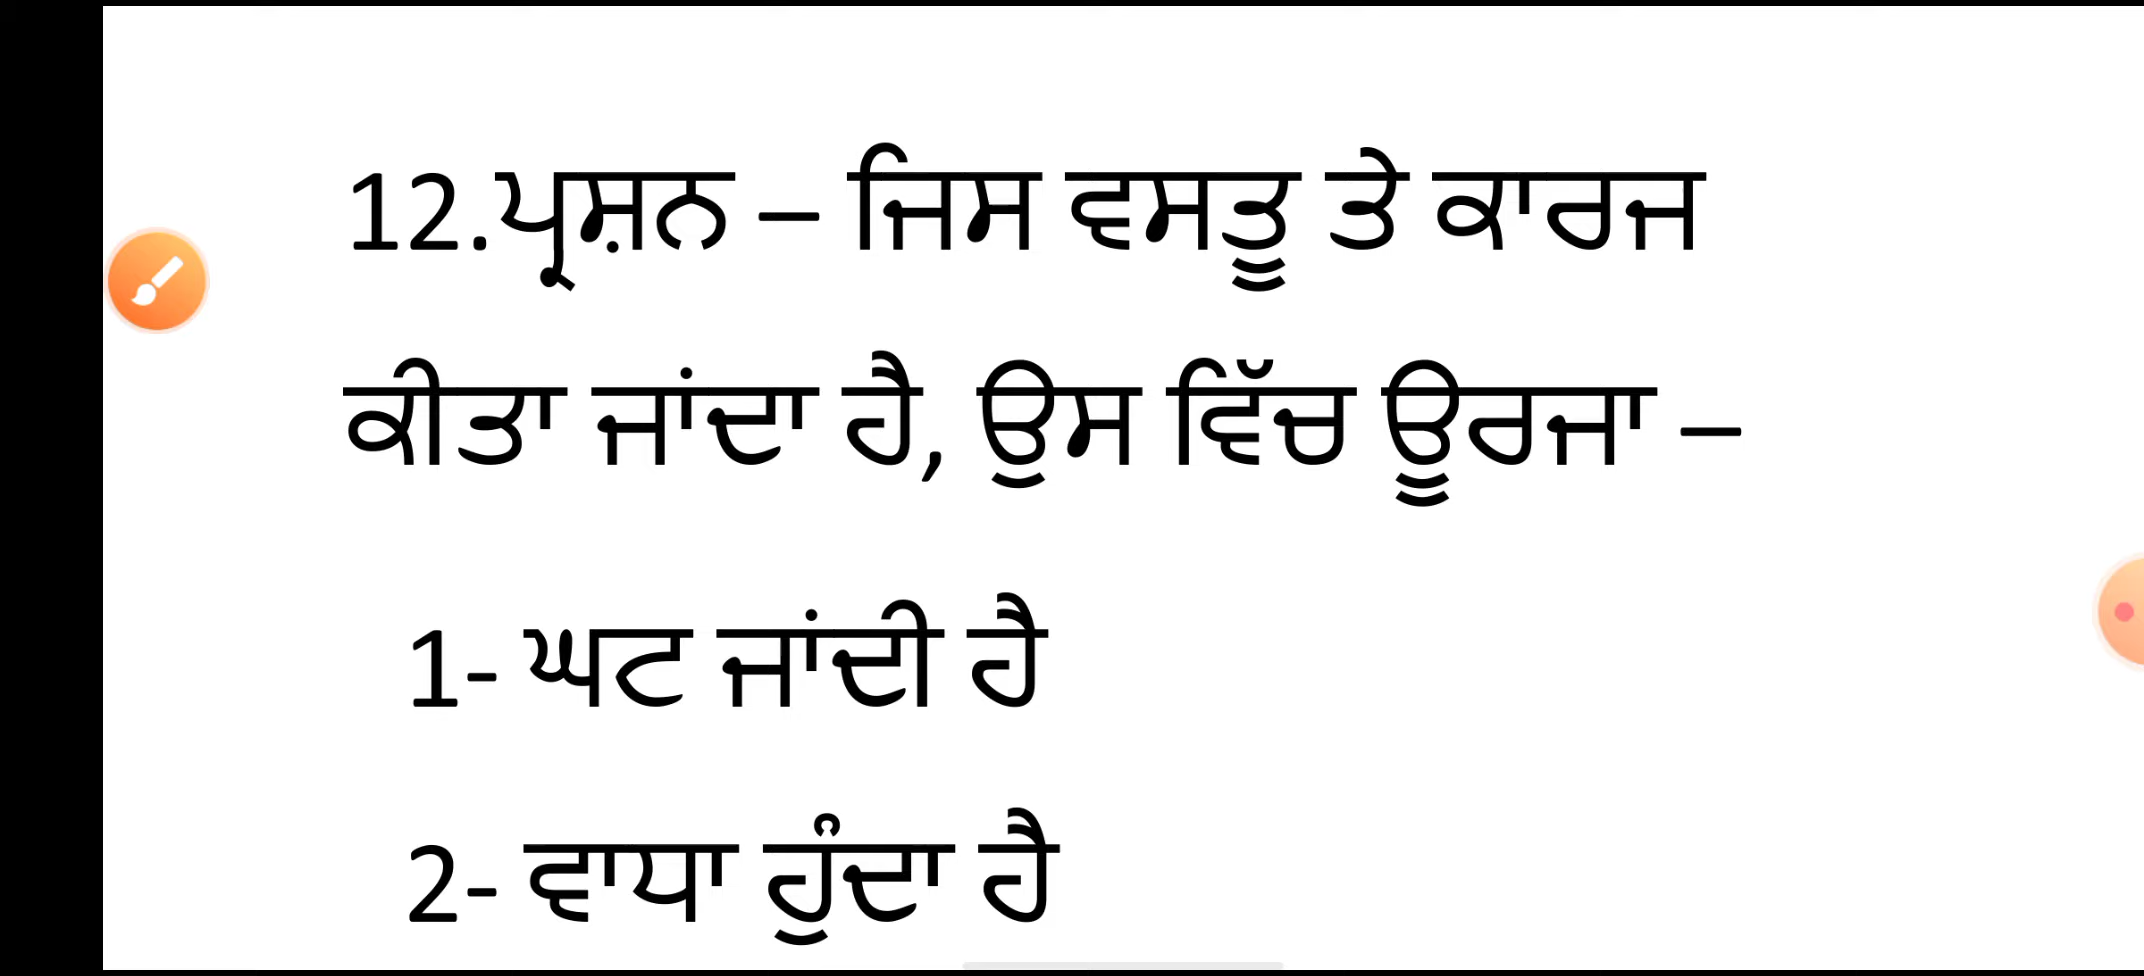 12.ਪ੍ਰਸ਼ਨ – ਜਿਸ ਵਸਤੂ ਤੇ ਕਾਰਜ
ਕੀਤਾ ਜਾਂਦਾ ਹੈ, ਉਸ ਵਿੱਚ ਊਰਜਾ –
1- ਘਟ ਜਾਂਦੀ ਹੈ
2- ਵਾਧਾ ਹੁੰਦਾ ਹੈ